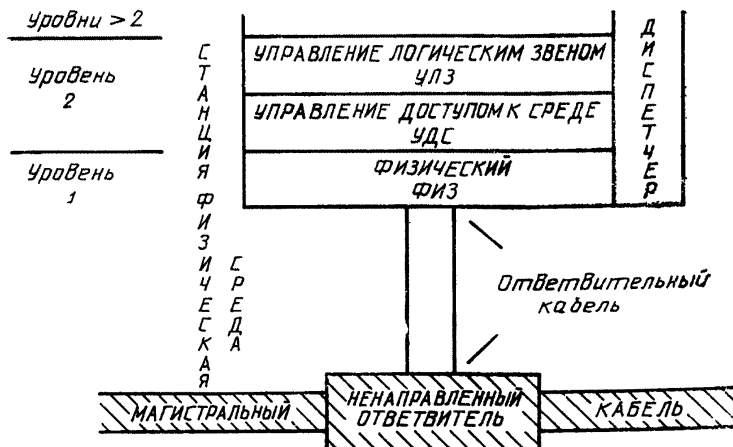 Уровни > 2
Уровень
2
Уровень
1
СТАНЦИЯ
ФИЗИЧЕСКАЯ
СРЕДА
УПРАВЛЕНИЕ ЛОГИЧЕСКИМ ЗВЕНОМ
УЛЗ
УПРАВЛЕНИЕ ДОСТУПОМ К СРЕДЕ
УДС
ФИЗИЧЕСКИЙ
ФИЗ
ДИСПЕТЧЕР
Ответвительный
кабель
МАГИСТРАЛЬНЫЙ
НЕНАПРАВЛЕННЫЙ
ОТВЕТВИТЕЛЬ
КАБЕЛЬ